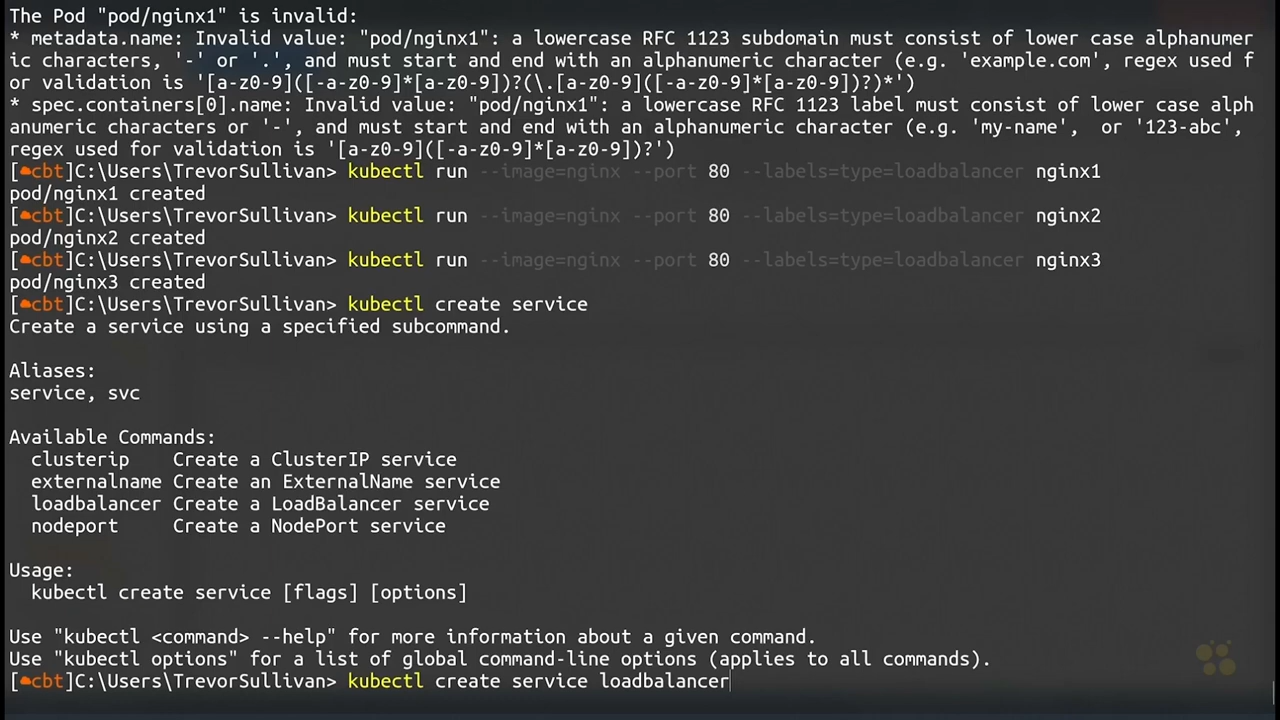 The Pod "pod/nginx1" is invalid:
* metadata.name: Invalid value: "pod/nginx1": a lowercase RFC 1123 subdomain must consist of lower case alphanumer
ic characters, '-' or '.', and must start and end with an alphanumeric character (e.g. 'example.com', regex used f
or validation is '[a-z0-9]([-a-z0-9]*[a-z0-9])?(\.[a-z0-9]([-a-z0-9]*[a-z0-9])?)*')
* spec.containers[0].name: Invalid value: "pod/nginx1": a lowercase RFC 1123 label must consist of lower case alph
anumeric characters or '-', and must start and end with an alphanumeric character (e.g. 'my-name',  or '123-abc',
regex used for validation is '[a-z0-9]([-a-z0-9]*[a-z0-9])?')
[cbt]C:\Users\TrevorSullivan> kubectl run --image=nginx --port 80 --labels=type=loadbalancer nginx1
pod/nginx1 created
[cbt]C:\Users\TrevorSullivan> kubectl run --image=nginx --port 80 --labels=type=loadbalancer nginx2
pod/nginx2 created
[cbt]C:\Users\TrevorSullivan> kubectl run --image=nginx --port 80 --labels=type=loadbalancer nginx3
pod/nginx3 created
[cbt]C:\Users\TrevorSullivan> kubectl create service
Create a service using a specified subcommand.
Aliases:
service, svc
Available Commands:
  clusterip    Create a ClusterIP service
  externalname Create an ExternalName service
  loadbalancer Create a LoadBalancer service
  nodeport     Create a NodePort service
Usage:
  kubectl create service [flags] [options]
Use "kubectl <command> --help" for more information about a given command.
Use "kubectl options" for a list of global command-line options (applies to all commands).
[cbt]C:\Users\TrevorSullivan> kubectl create service loadbalancer